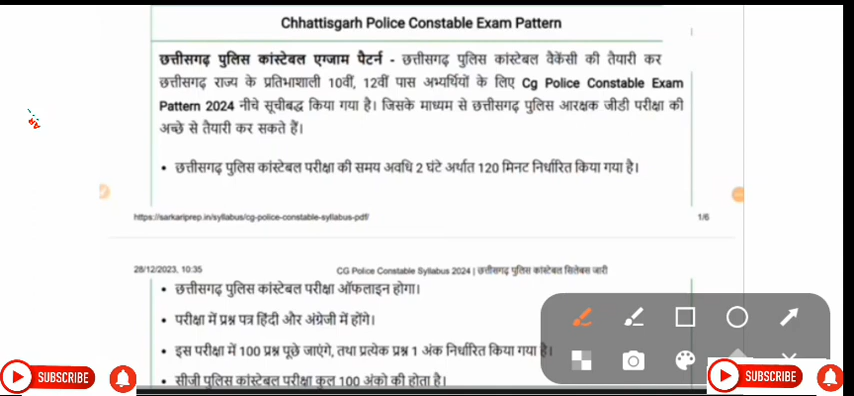 Chhattisgarh Police Constable Exam Pattern
छत्तीसगढ़ पुलिस कांस्टेबल एग्जाम पैटर्न - छत्तीसगढ़ पुलिस कांस्टेबल वैकेंसी की तैयारी कर
छत्तीसगढ़ राज्य के प्रतिभाशाली 10वीं, 12वीं पास अभ्यर्थियों के लिए Cg Police Constable Exam
Pattern 2024 नीचे सूचीबद्ध किया गया है। जिसके माध्यम से छत्तीसगढ़ पुलिस आरक्षक जीडी परीक्षा की
अच्छे से तैयारी कर सकते हैं।
• छत्तीसगढ़ पुलिस कांस्टेबल परीक्षा की समय अवधि 2 घंटे अर्थात 120 मिनट निर्धारित किया गया है।
https://sarkariprep.in/syllabus/cg-police-constable-syllabus-pdf/ 1/6
28/12/2023, 10:35 CG Police Constable Syllabus 2024 | छत्तीसगढ़ पुलिस कांस्टेबल सिलेबस जारी
• छत्तीसगढ़ पुलिस कांस्टेबल परीक्षा ऑफलाइन होगा।
• परीक्षा में प्रश्न पत्र हिंदी और अंग्रेजी में होंगे।
• इस परीक्षा में 100 प्रश्न पूछे जाएंगे, तथा प्रत्येक प्रश्न 1 अंक निर्धारित किया गया है।
• सीजी पुलिस कांस्टेबल परीक्षा कुल 100 अंको की होता है।
SUBSCRIBE
SUBSCRIBE